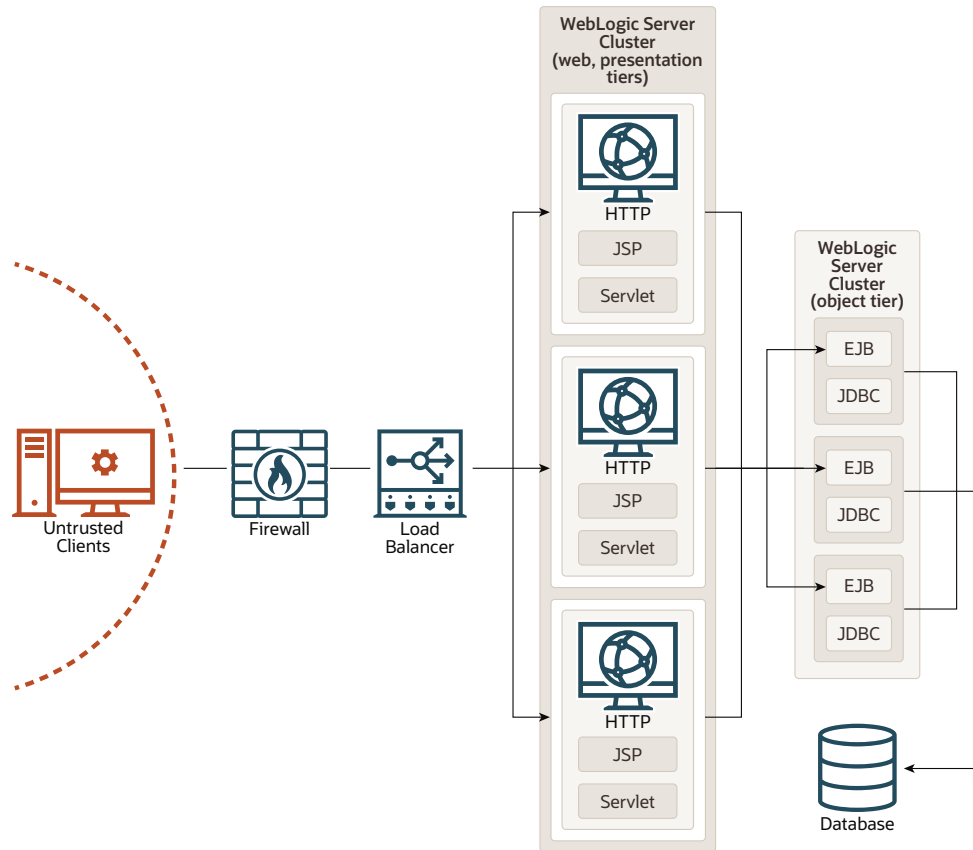 WebLogic Server
Cluster
(web, presentation
tiers)
HTTP
JSP
Servlet
HTTP
JSP
Servlet
HTTP
JSP
Servlet
WebLogic
Server
Cluster
(object tier)
EJB
JDBC
EJB
JDBC
EJB
JDBC
Untrusted
Clients
Firewall
Load
Balancer
Database